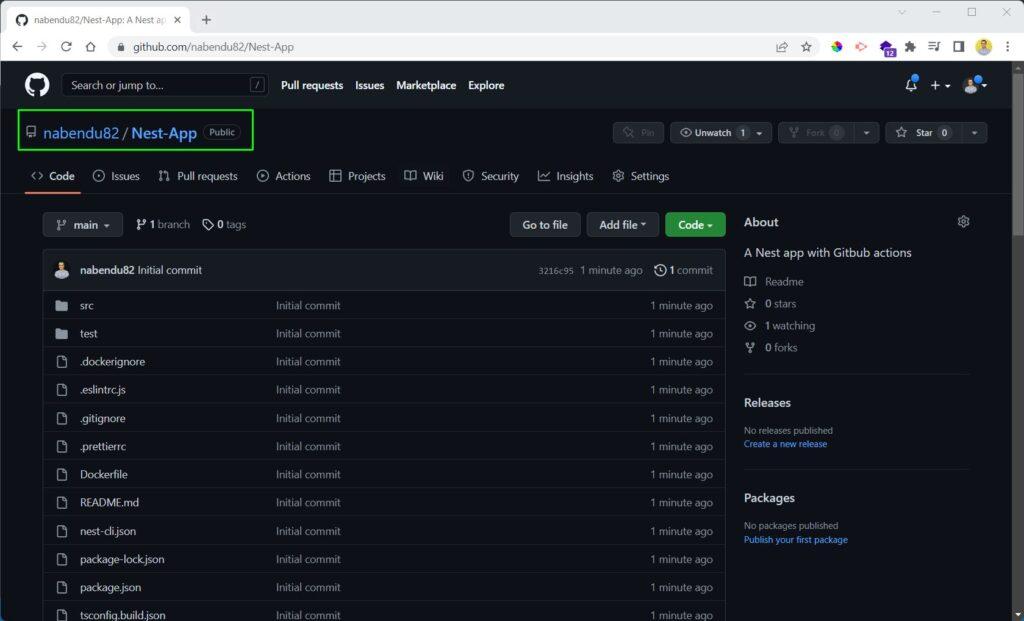 nabendu82/Nest-App: A Nest ap
github.com/nabendu82/Nest-App
12
Search or jump to... /
Pull requests Issues Marketplace Explore
nabendu82 / Nest-App Public
Pin Unwatch 1 Fork 0 Star 0
Code Issues Pull requests Actions Projects Wiki Security Insights Settings
main 1 branch 0 tags Go to file Add file Code
nabendu82 Initial commit 3216c95 1 minute ago 1 commit
src Initial commit 1 minute ago
test Initial commit 1 minute ago
.dockerignore Initial commit 1 minute ago
.eslintrc.js Initial commit 1 minute ago
.gitignore Initial commit 1 minute ago
.prettierrc Initial commit 1 minute ago
Dockerfile Initial commit 1 minute ago
README.md Initial commit 1 minute ago
nest-cli.json Initial commit 1 minute ago
package-lock.json Initial commit 1 minute ago
package.json Initial commit 1 minute ago
tsconfig.build.json Initial commit 1 minute ago
About
A Nest app with Gitbub actions
Readme
0 stars
1 watching
0 forks
Releases
No releases published
Create a new release
Packages
No packages published
Publish your first package